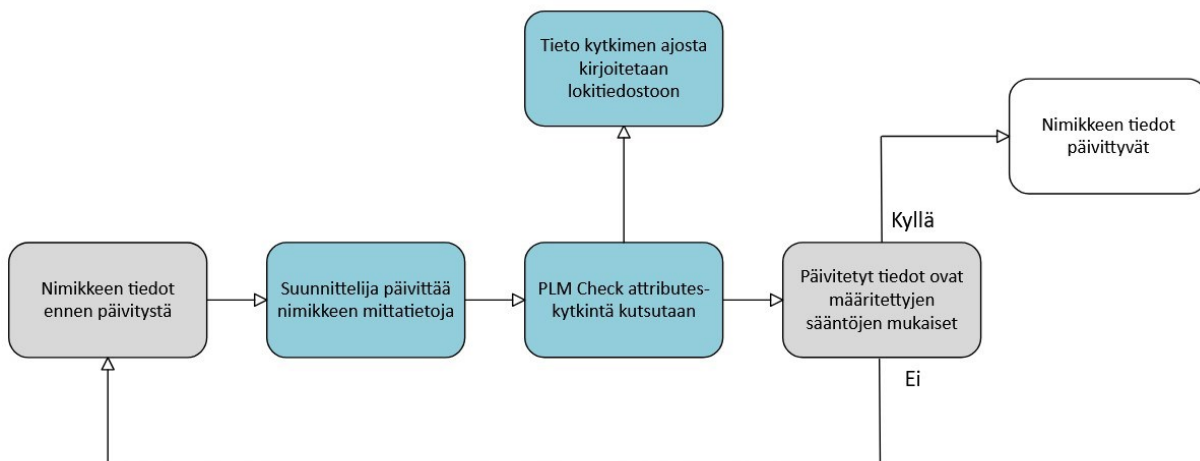 Tieto kytkimen ajosta
kirjoitetaan
lokitiedostoon
Nimikkeen tiedot
päivittyvät
Kyllä
Nimikkeen tiedot
ennen päivitystä
Suunnittelija päivittää
nimikkeen mittatietoja
PLM Check attributes-
kytkintä kutsutaan
Päivitetyt tiedot ovat
määritettyjen
sääntöjen mukaiset
Ei